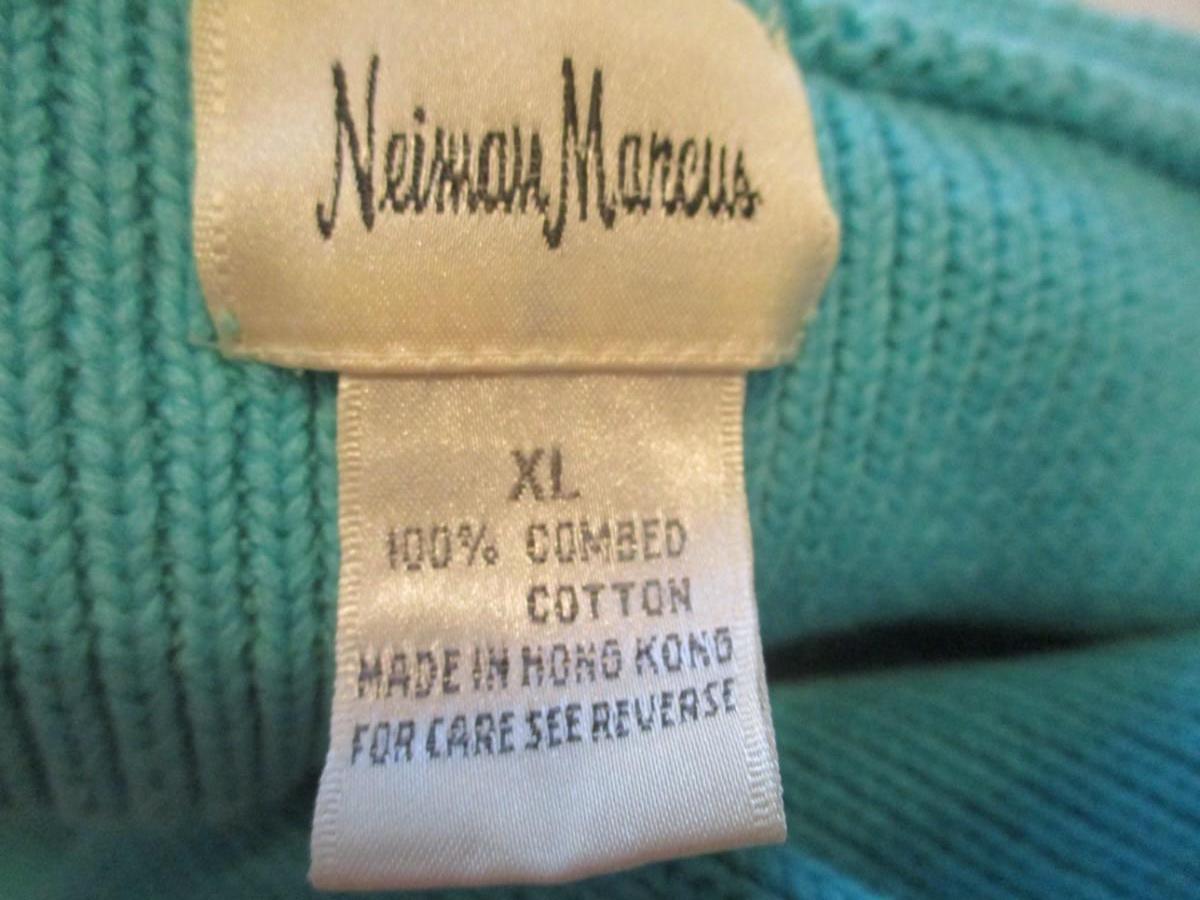 Neiman Marcus
XL
100% COMBED
COTTON
MADE IN HONG KONG
FOR CARE SEE REVERSE